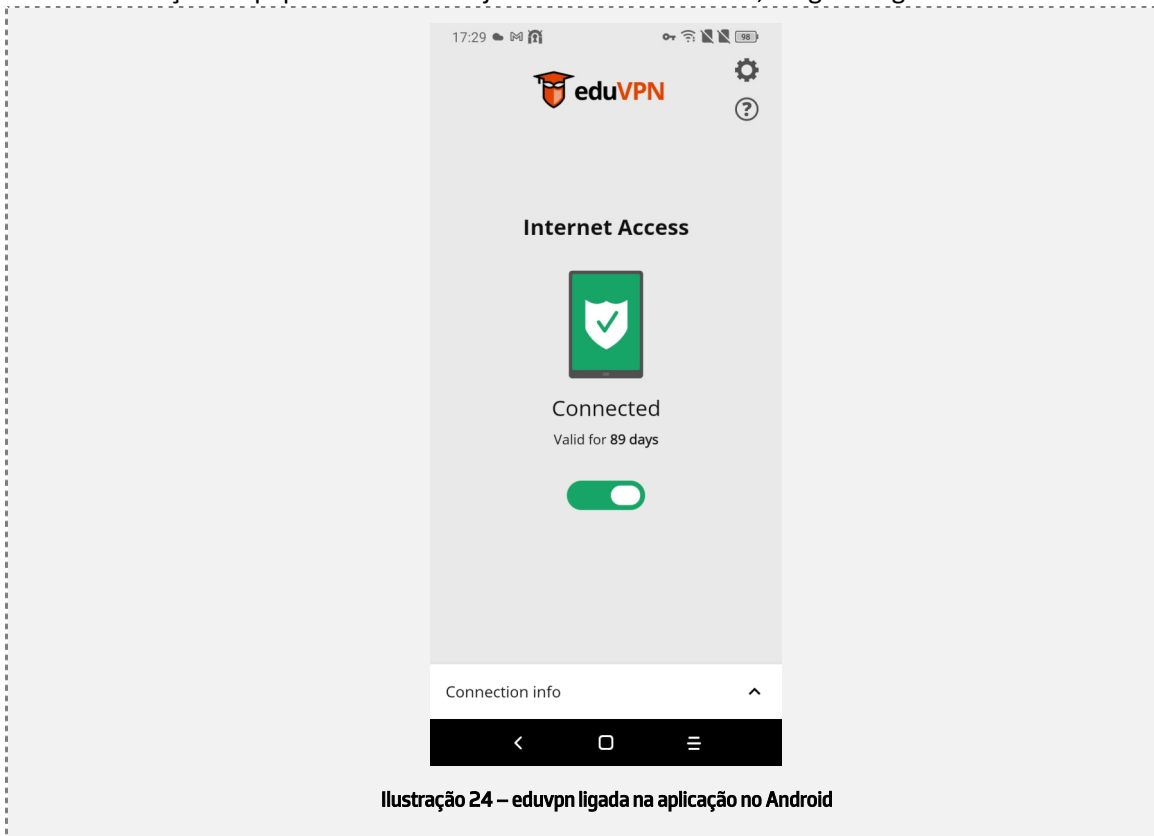 17:29
98
eduVPN
Internet Access
Connected
Valid for 89 days
Connection info
Ilustração 24 – eduvpn ligada na aplicação no Android